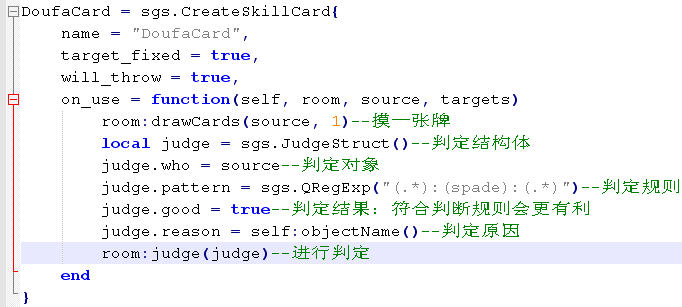 DoufaCard = sgs.CreateSkillCard{
name = "DoufaCard",
target_fixed = true,
will_throw = true,
on_use = function(self, room, source, targets)
room:drawCards(source, 1)--摸一张牌
local judge = sgs.JudgeStruct()--判定结构体
judge.who = source--判定对象
judge.pattern = sgs.QRegExp("(.*):(spade):(.*)")--判定规则
judge.good = true--判定结果：符合判断规则会更有利
judge.reason = self:objectName()--判定原因
room:judge(judge)--进行判定
end
}